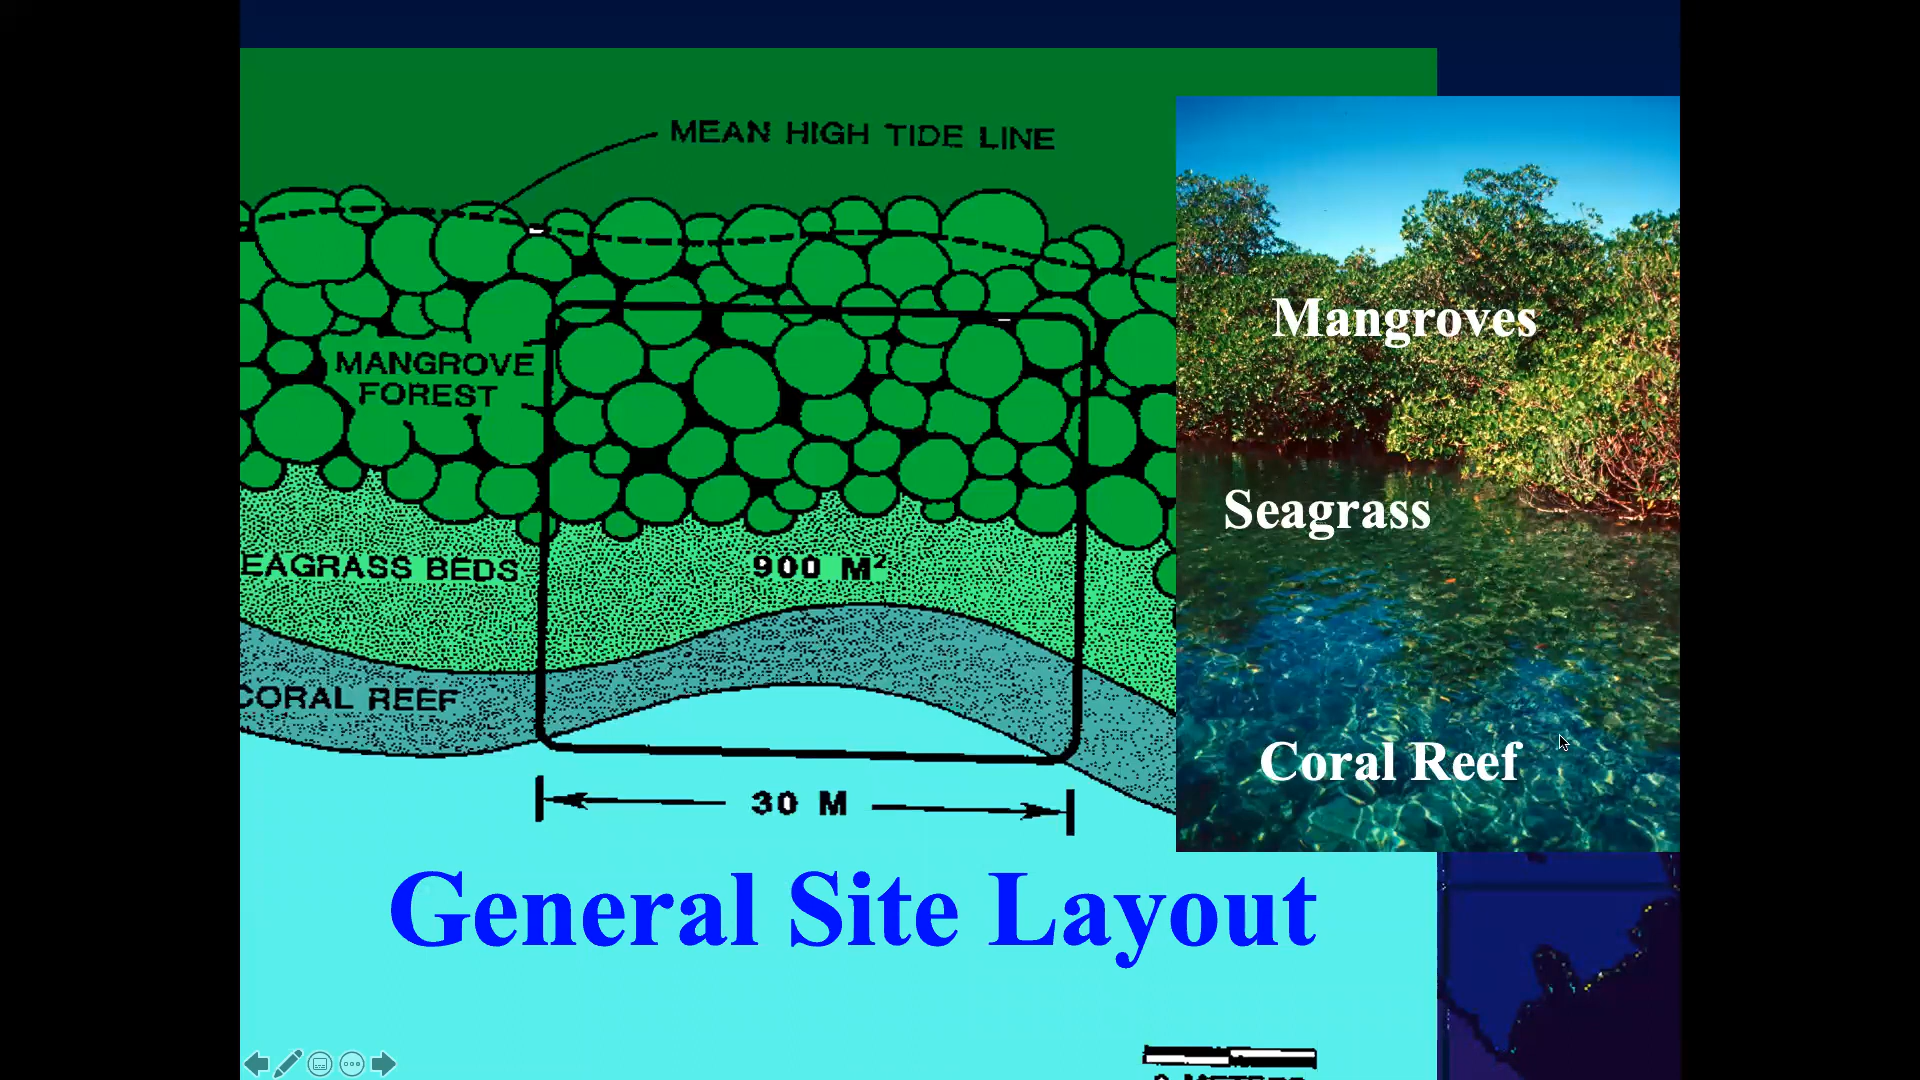 MEAN HIGH TIDE LINE
MANGROVE
FOREST
EAGRASS BEDS
900 M²
CORAL REEF
30 M
Mangroves
Seagrass
Coral Reef
General Site Layout